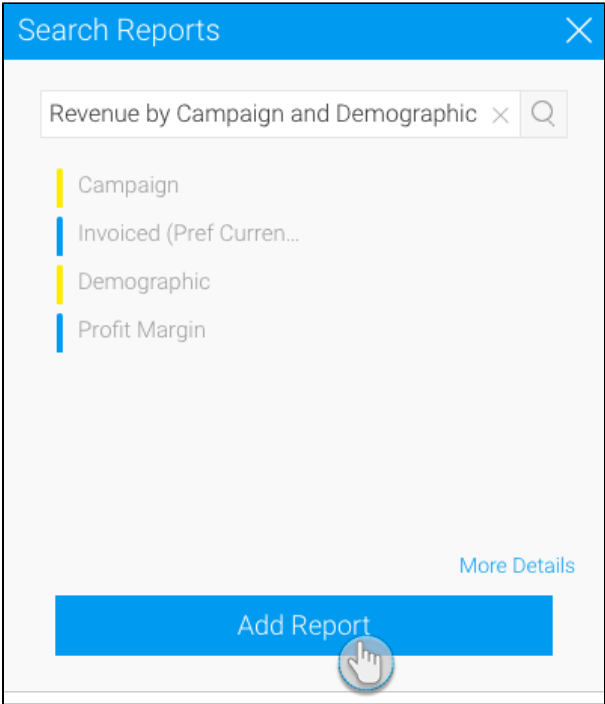 Search Reports
Revenue by Campaign and Demographic
Campaign
Invoiced (Pref Curren...
Demographic
Profit Margin
More Details
Add Report